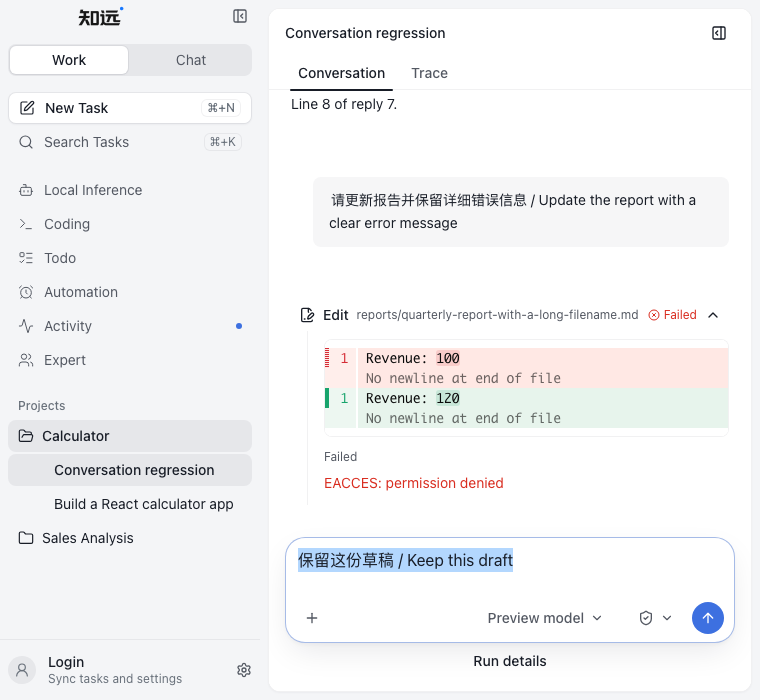 知远
Work
Chat
New Task
⌘+N
Search Tasks
⌘+K
Local Inference
Coding
Todo
Automation
Activity
Expert
Projects
Calculator
Conversation regression
Build a React calculator app
Sales Analysis
Login
Sync tasks and settings
Conversation regression
Conversation
Trace
Line 8 of reply 7.
请更新报告并保留详细错误信息 / Update the report with a
clear error message
Edit reports/quarterly-report-with-a-long-filename.md Failed
1 Revenue: 100
No newline at end of file
1 Revenue: 120
No newline at end of file
Failed
EACCES: permission denied
保留这份草稿 / Keep this draft
Preview model
Run details